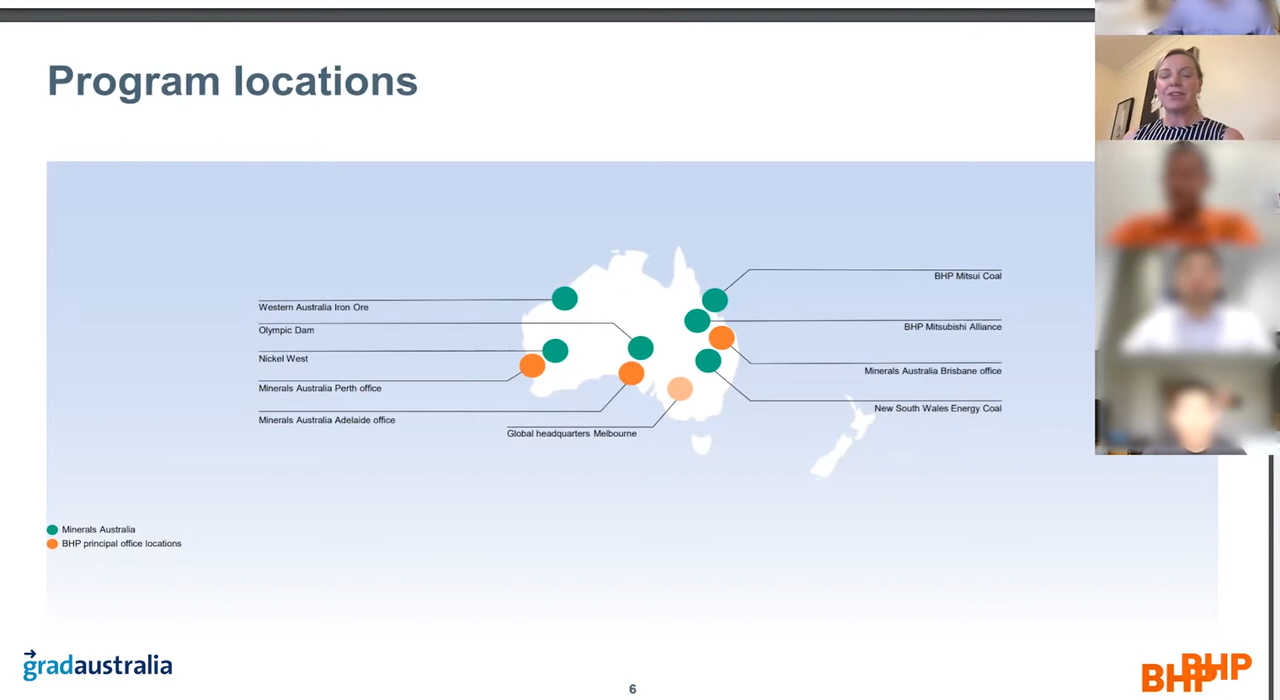 Program locations
Western Australia Iron Ore
Olympic Dam
Nickel West
Minerals Australia Perth office
Minerals Australia Adelaide office
Global headquarters Melbourne
BHP Mitsui Coal
BHP Mitsubishi Alliance
Minerals Australia Brisbane office
New South Wales Energy Coal
Minerals Australia
BHP principal office locations
gradaustralia
6
BHP
BHP